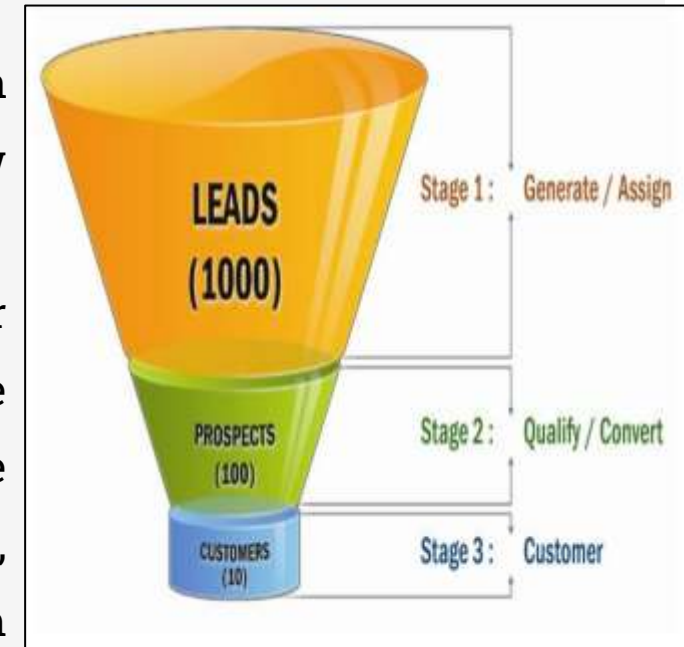 LEADS
(1000)
Stage 1 : Generate / Assign
PROSPECTS
(100)
Stage 2 : Qualify / Convert
CUSTOMERS
(10)
Stage 3 : Customer